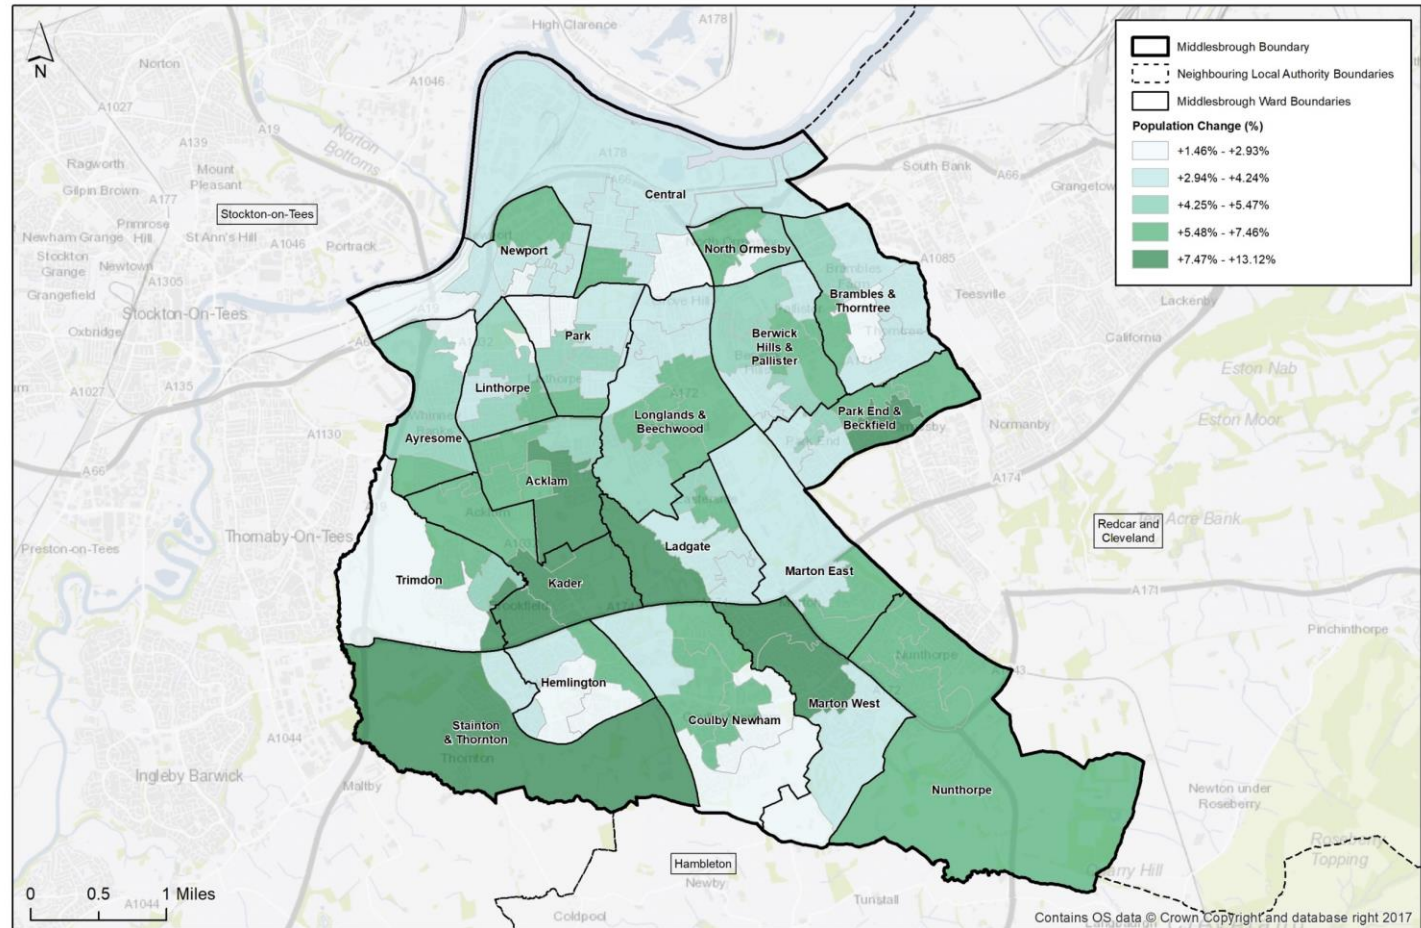 High Clarence
A178
N
Norton
A1046
A1027
A19
Norton
Bottoms
A139
Ragworth
Mount
Pleasant
Gilpin Brown
A177
Primrose
Hill
St Ann's Hill
Newham Grange
Stockton
Grange
Newtown
A1046
Portrack
Stockton-on-Tees
A1305
Grangefield
Stockton-On-Tees
Oxbridge
A1027
A135
A1130
A66
Thornaby-On-Tees
Preston-on-Tees
Ingleby Barwick
A1044
Maltby
A1044
Middlesbrough Boundary
Neighbouring Local Authority Boundaries
Middlesbrough Ward Boundaries
Population Change (%)
+1.46% - +2.93%
+2.94% - +4.24%
+4.25% - +5.47%
+5.48% - +7.46%
+7.47% - +13.12%
A178
Central
South Bank
A66
Grangetown
Newport
North Ormesby
A1085
Teesville
Lackenby
California
Brambles &
Thorntree
Park
Berwick
Hills &
Pallister
Linthorpe
Eston Nab
Longlands &
Beechwood
Park End &
Beckfield
Normanby
Eston Moor
Ayresome
Acklam
A174
Redcar and
Cleveland
Ladgate
Marton East
Trimdon
Kader
A171
Pinchinthorpe
Nunthorpe
Hemlington
Marton West
Coulby Newham
Stainton
& Thornton
Thornton
Nunthorpe
Newton under
Roseberry
Roseberry
Topping
Hambleton
Newby
Tunstall
Coldpool
0 0.5 1 Miles
Contains OS data © Crown Copyright and database right 2017